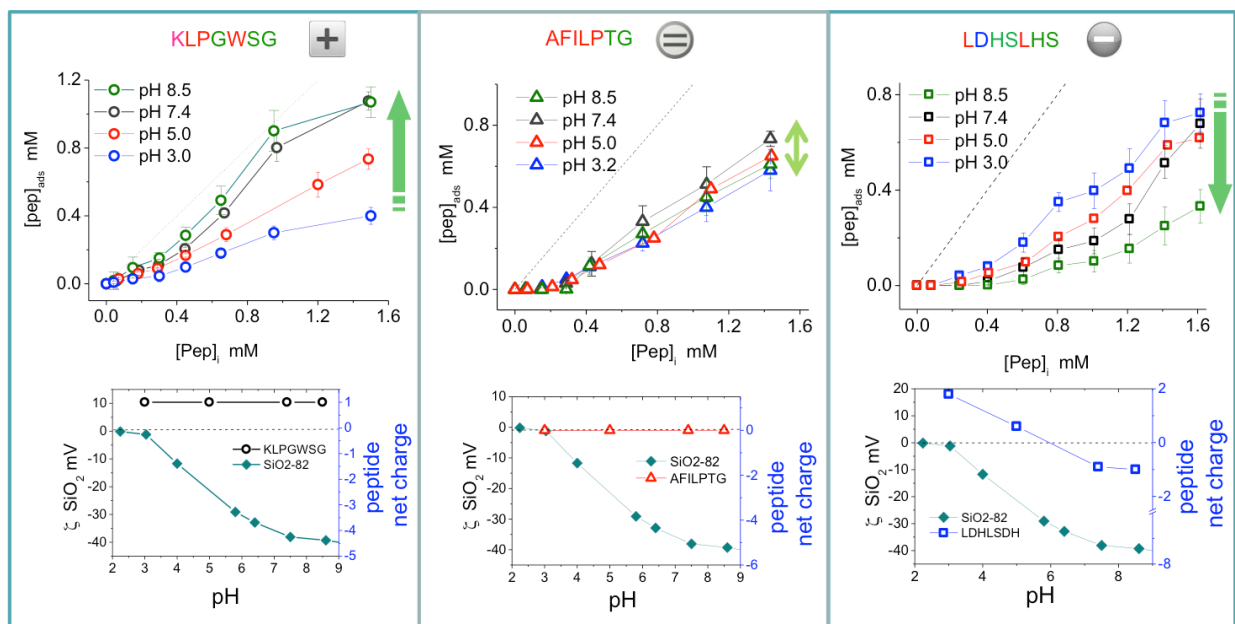 KLPGWSG
1.2
0.8
0.4
0.0
[pep]ads mM
pH 8.5
pH 7.4
pH 5.0
pH 3.0
0.0 0.4 0.8 1.2 1.6
[Pep]i mM
10
0
-10
-20
-30
-40
ζ SiO2 mV
KLPGWSG
SiO2-82
1
0
-1
-2
-3
-4
-5
peptide
net charge
2 3 4 5 6 7 8 9
pH
AFILPTG
0.8
0.4
0.0
[pep]ads mM
pH 8.5
pH 7.4
pH 5.0
pH 3.2
0.0 0.4 0.8 1.2 1.6
[Pep]i mM
10
0
-10
-20
-30
-40
ζ SiO2 mV
SiO2-82
AFILPTG
0
-2
-4
-6
peptide
net charge
2 3 4 5 6 7 8 9
pH
LDHSLHS
0.8
0.4
0.0
[pep]ads mM
pH 8.5
pH 7.4
pH 5.0
pH 3.0
0.0 0.4 0.8 1.2 1.6
[Pep]i mM
20
10
0
-10
-20
-30
-40
ζ SiO2 mV
SiO2-82
LDHLSDH
2
0
-2
-8
peptide
net charge
2 4 6 8
pH